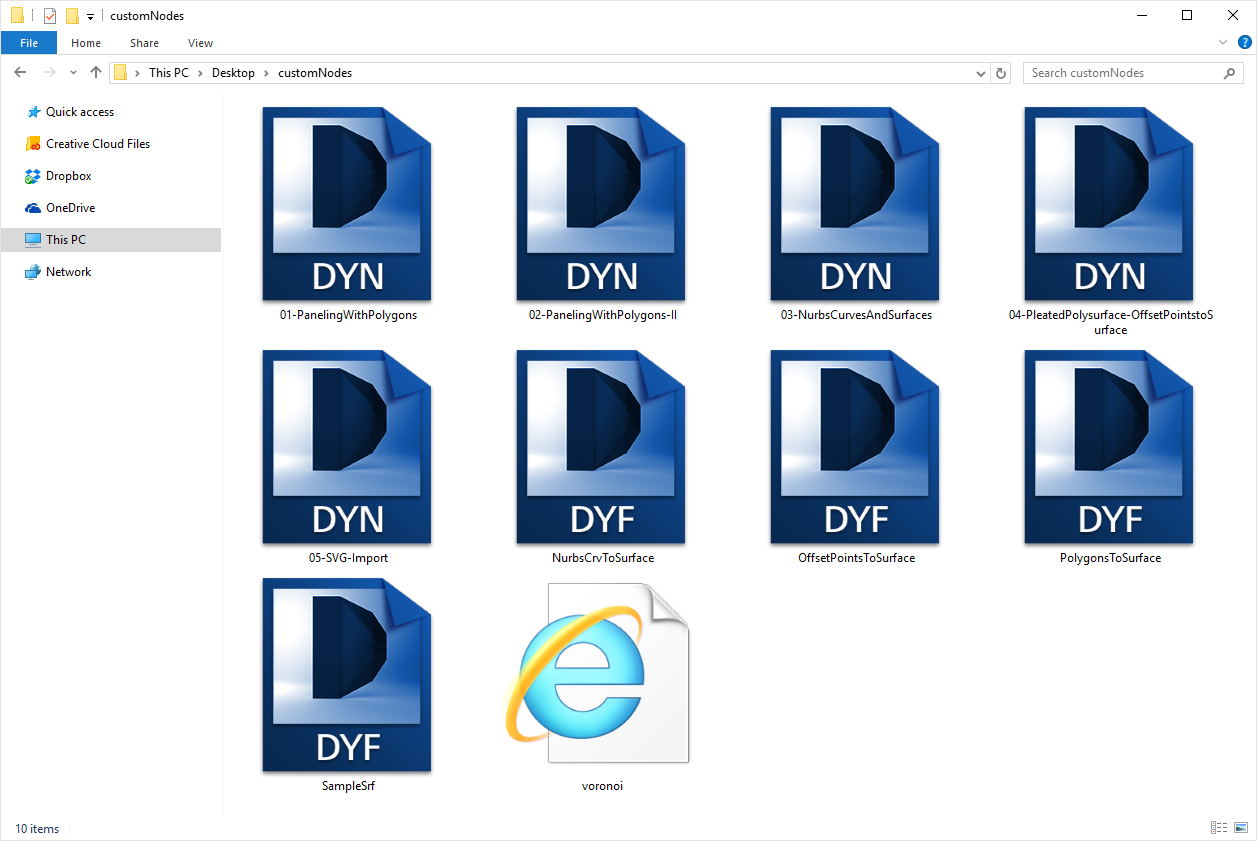 customNodes
File Home Share View
?
This PC Desktop customNodes
Search customNodes
Quick access
Creative Cloud Files
Dropbox
OneDrive
This PC
Network
DYN DYN DYN DYN
01-PanelingWithPolygons 02-PanelingWithPolygons-II 03-NurbsCurvesAndSurfaces 04-PleatedPolysurface-OffsetPointstoS
urface
DYN DYF DYF DYF
05-SVG-Import NurbsCrvToSurface OffsetPointsToSurface PolygonsToSurface
DYF
SampleSrf voronoi
10 items